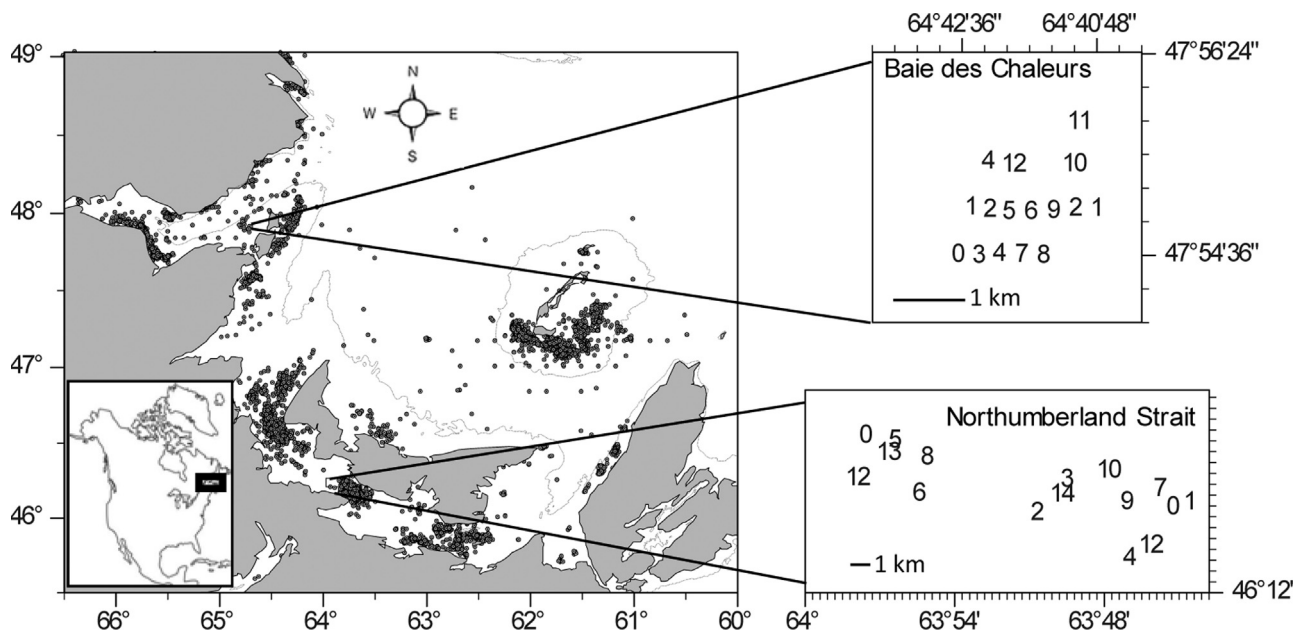 64°42'36" 64°40'48"
49°
47°56'24"
Baie des Chaleurs
N
W E
S
11
4 12 10
48°
1 2 5 6 9 2 1
0 3 4 7 8
47°54'36"
1 km
47°
Northumberland Strait
0 5
13 8
12
6
3 10
14 9 7
2 0 1
12
4
1 km
46°
46°12'
66° 65° 64° 63° 62° 61° 60°
64° 63°54' 63°48'